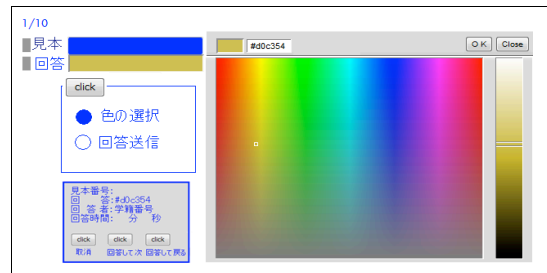 1/10
見本
回答
click
色の選択
回答送信
見本番号:
回 答:#d0c354
回 答 者:学籍番号
回答時間: 分 秒
click click click
取消 回答して次 回答して戻る
#d0c354 OK Close